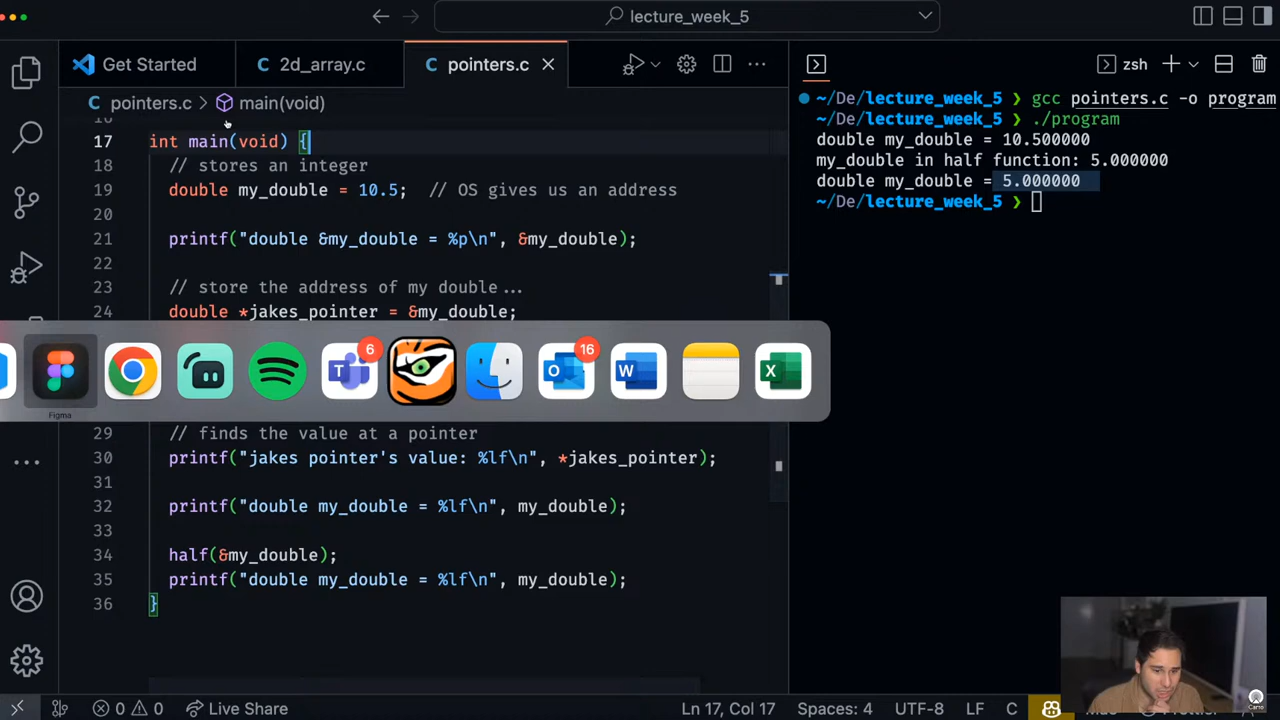 lecture_week_5
Get Started
C 2d_array.c
C pointers.c
zsh
C pointers.c > main(void)
17 int main(void) {
18 // stores an integer
19 double my_double = 10.5; // OS gives us an address
20
21 printf("double &my_double = %p\n", &my_double);
22
23 // store the address of my double...
24 double *jakes_pointer = &my_double;
29 // finds the value at a pointer
30 printf("jakes pointer's value: %lf\n", *jakes_pointer);
31
32 printf("double my_double = %lf\n", my_double);
33
34 half(&my_double);
35 printf("double my_double = %lf\n", my_double);
36 }
~/De/lecture_week_5 ❯ gcc pointers.c -o program
~/De/lecture_week_5 ❯ ./program
double my_double = 10.500000
my_double in half function: 5.000000
double my_double = 5.000000
~/De/lecture_week_5 ❯
T 6
O 16
W
X
Figma
0 0
Live Share
Ln 17, Col 17
Spaces: 4
UTF-8
LF
C